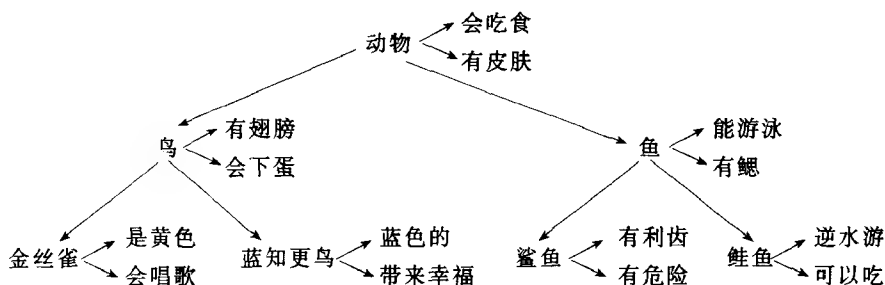 会吃食
动物
有皮肤
有翅膀
鸟
会下蛋
能游泳
鱼
有鳃
是黄色
金丝雀
会唱歌
蓝色的
蓝知更鸟
带来幸福
有利齿
鲨鱼
有危险
逆水游
鲑鱼
可以吃